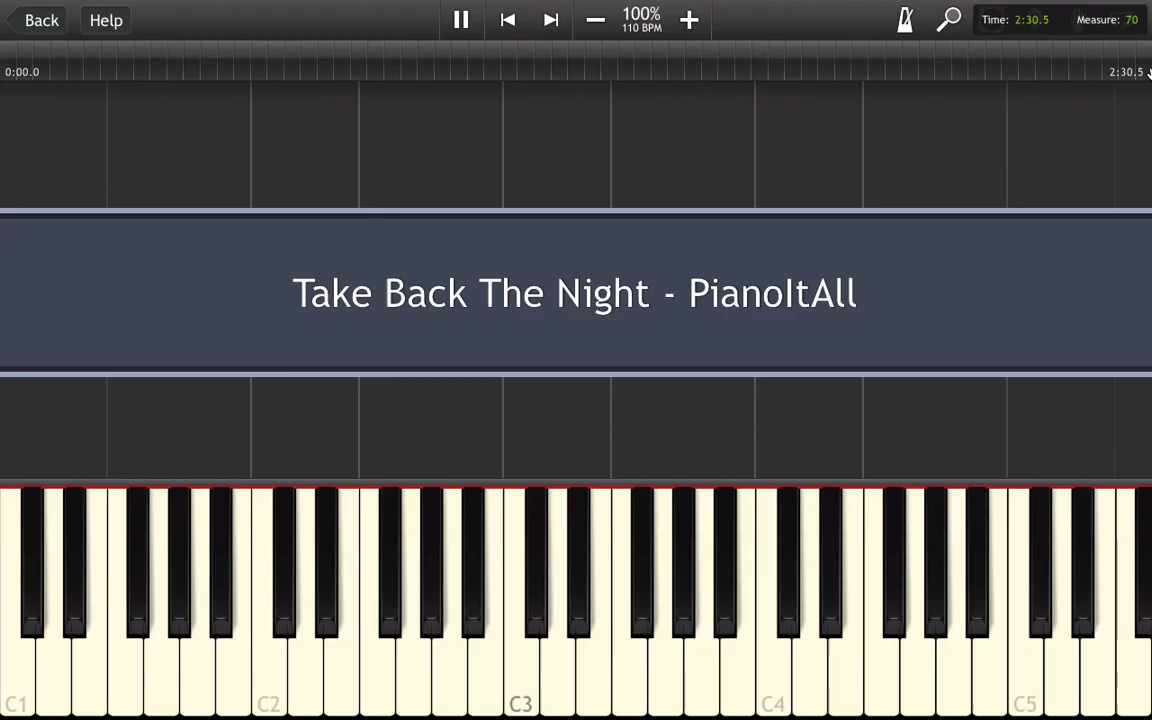 Back Help 100% Time: 2:30.5 Measure: 70
110 BPM
0:00.0 2:30.5
Take Back The Night - PianoItAll
C1 C2 C3 C4 C5